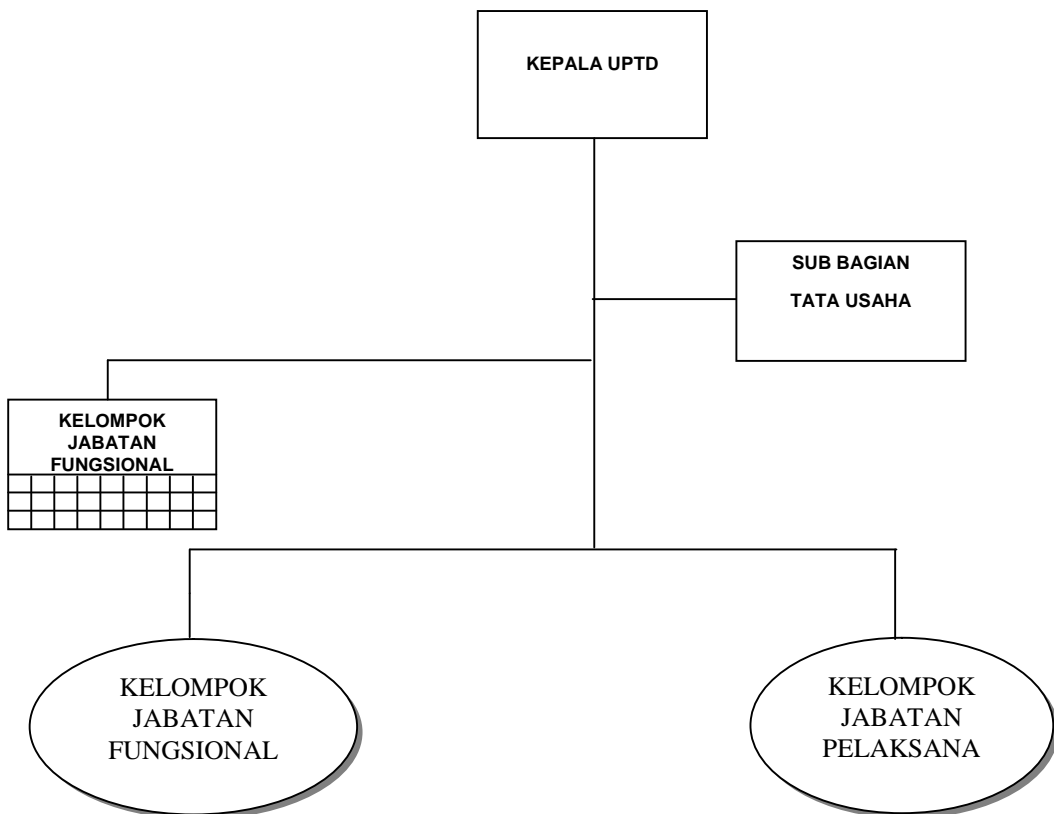 KEPALA UPTD
SUB BAGIAN
TATA USAHA
KELOMPOK
JABATAN
FUNGSIONAL
KELOMPOK
JABATAN
FUNGSIONAL
KELOMPOK
JABATAN
PELAKSANA